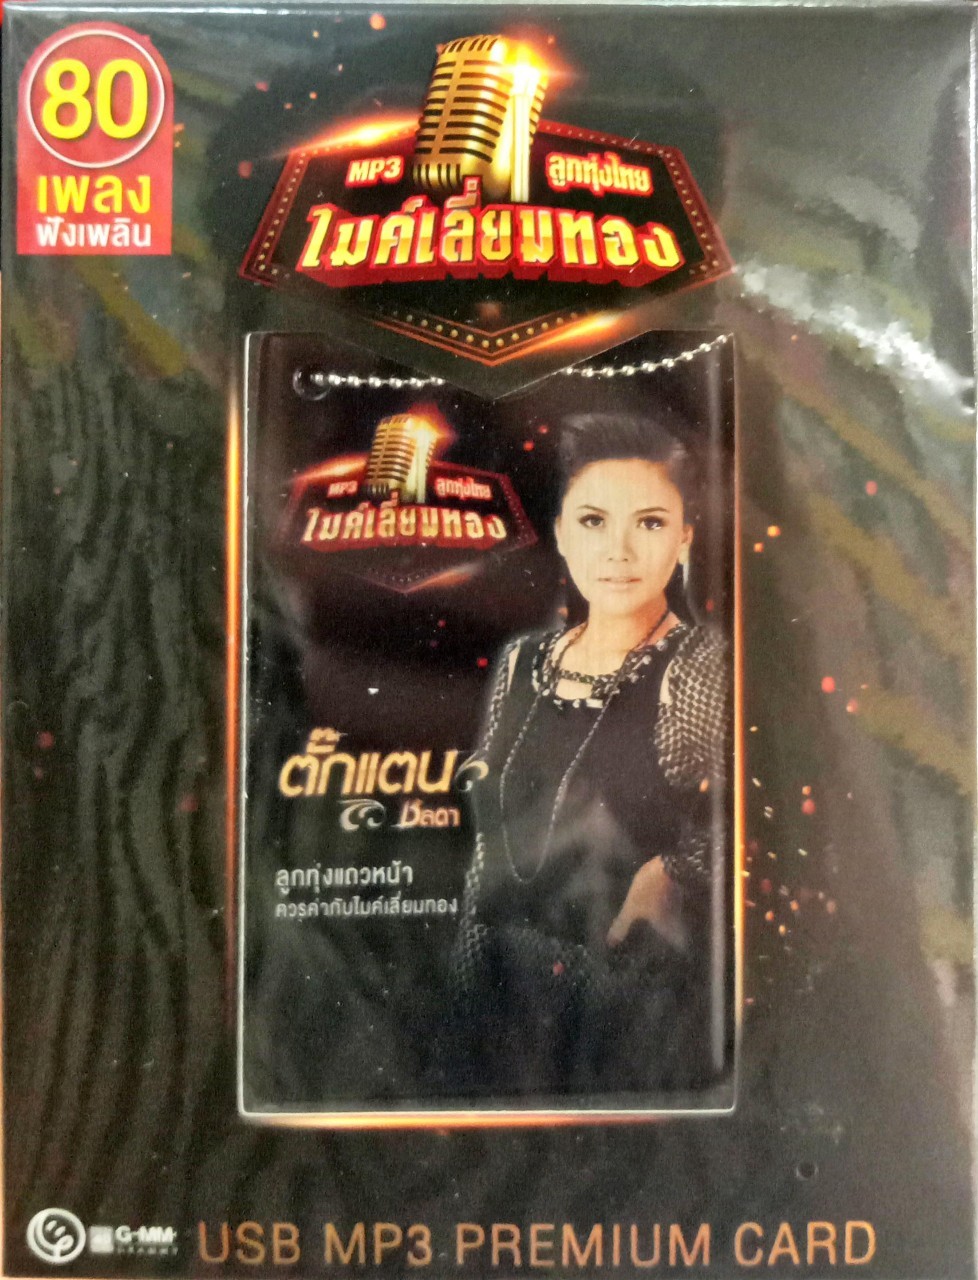 80
เพลง
ฟังเพลิน
MP3 ลูกทุ่งไทย
ไมค์เลี่ยมทอง
MP3 ลูกทุ่งไทย
ไมค์เลี่ยมทอง
ตั๊กแตน
ชลดา
ลูกทุ่งแถวหน้า
ควรค่ากับไมค์เลี่ยมทอง
G-MM-
GRAMMY
USB MP3 PREMIUM CARD